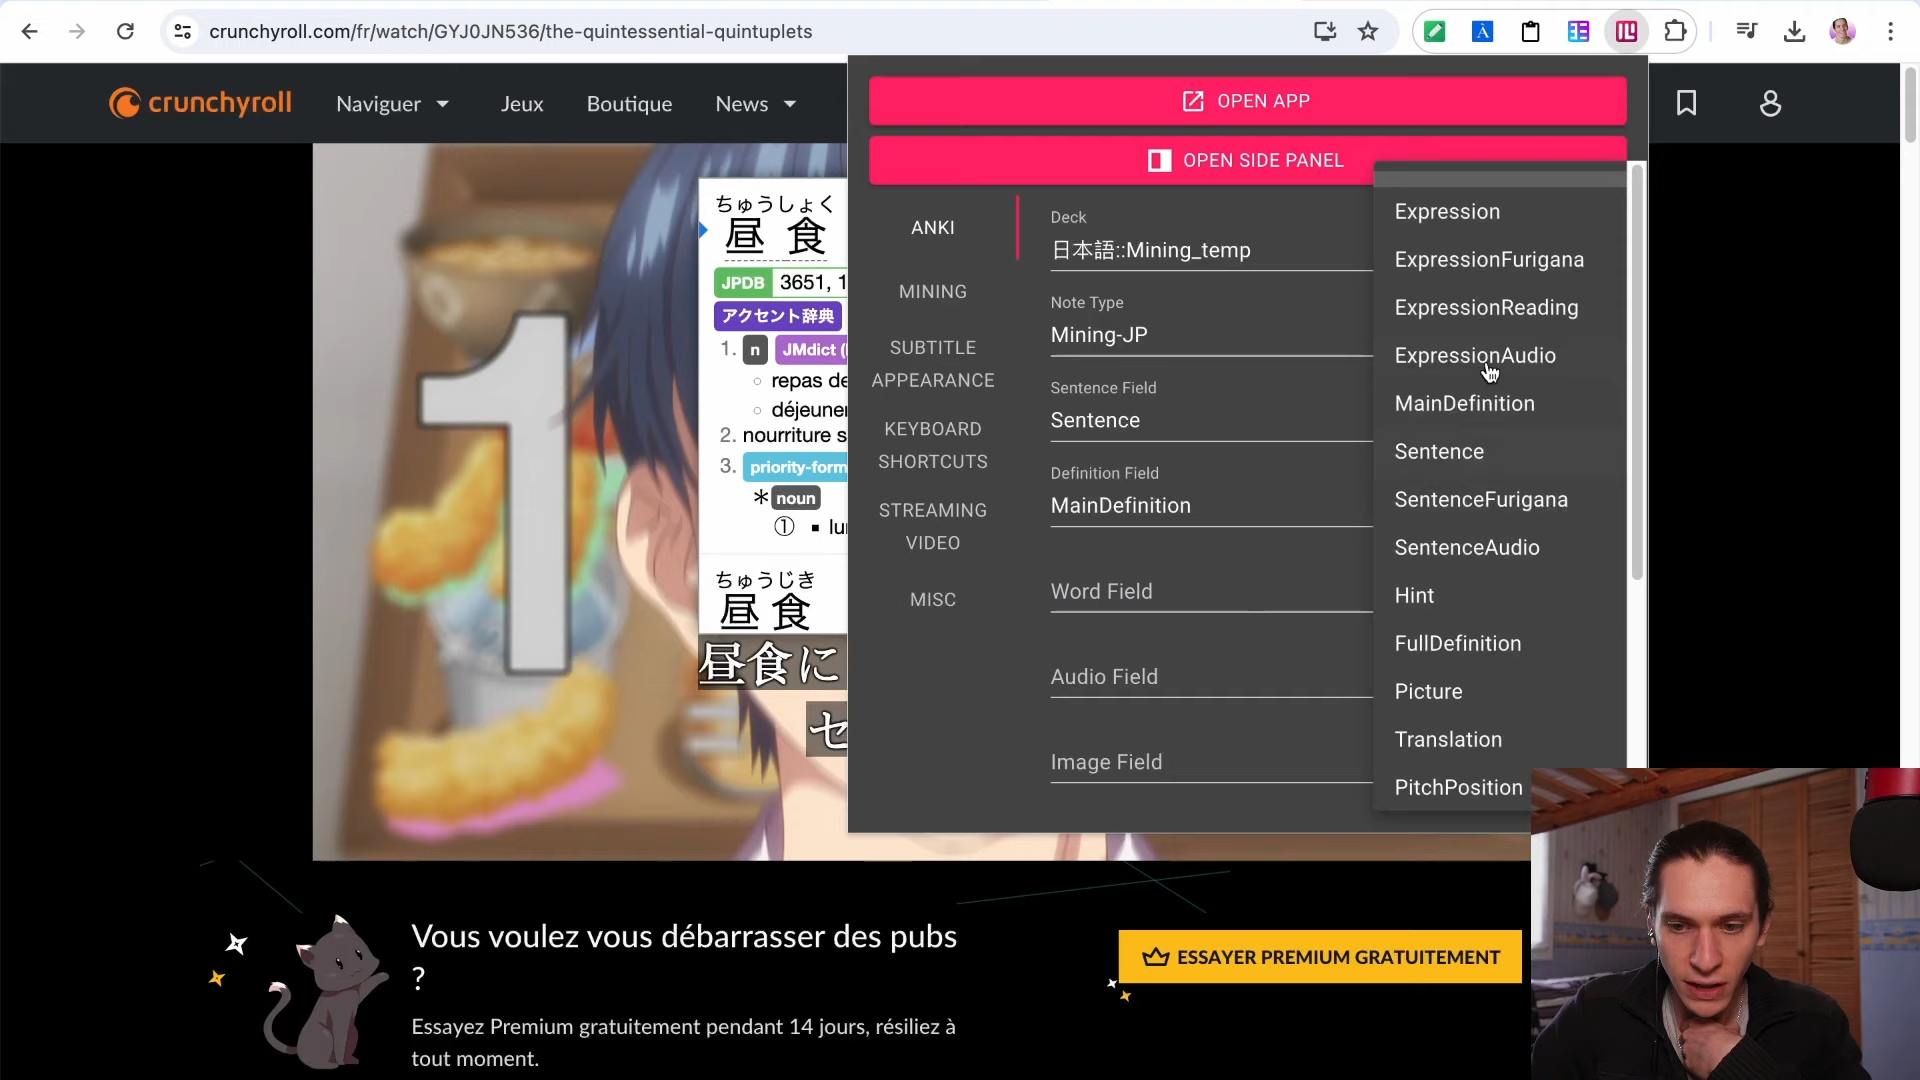 crunchyroll.com/fr/watch/GYJ0JN536/the-quintessential-quintuplets
crunchyroll
Naviguer
Jeux
Boutique
News
OPEN APP
OPEN SIDE PANEL
ANKI
MINING
SUBTITLE
APPEARANCE
KEYBOARD
SHORTCUTS
STREAMING
VIDEO
MISC
Deck
日本語::Mining_temp
Note Type
Mining-JP
Sentence Field
Sentence
Definition Field
MainDefinition
Word Field
Audio Field
Image Field
Expression
ExpressionFurigana
ExpressionReading
ExpressionAudio
MainDefinition
Sentence
SentenceFurigana
SentenceAudio
Hint
FullDefinition
Picture
Translation
PitchPosition
1
ちゅうしょく
昼食
JPDB 3651, 1
アクセント辞典
1. n JMdict (
repas de
déjeuner
2. nourriture s
3. priority-form
* noun
① ▪ lu
ちゅうじき
昼食
昼食に
セ
Vous voulez vous débarrasser des pubs
?
Essayez Premium gratuitement pendant 14 jours, résiliez à
tout moment.
ESSAYER PREMIUM GRATUITEMENT